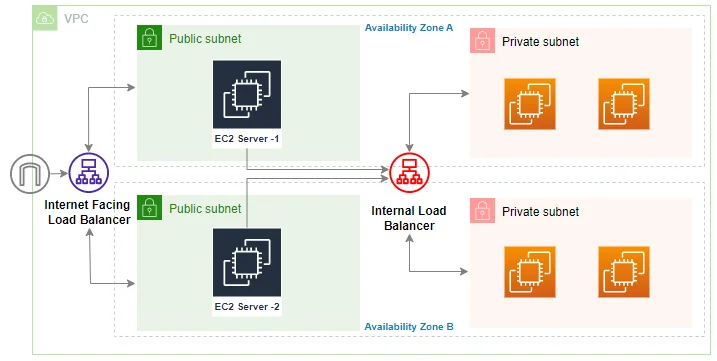 VPC
Availability Zone A
Public subnet
Private subnet
EC2 Server -1
Internet Facing
Load Balancer
Internal Load
Balancer
Public subnet
Private subnet
EC2 Server -2
Availability Zone B